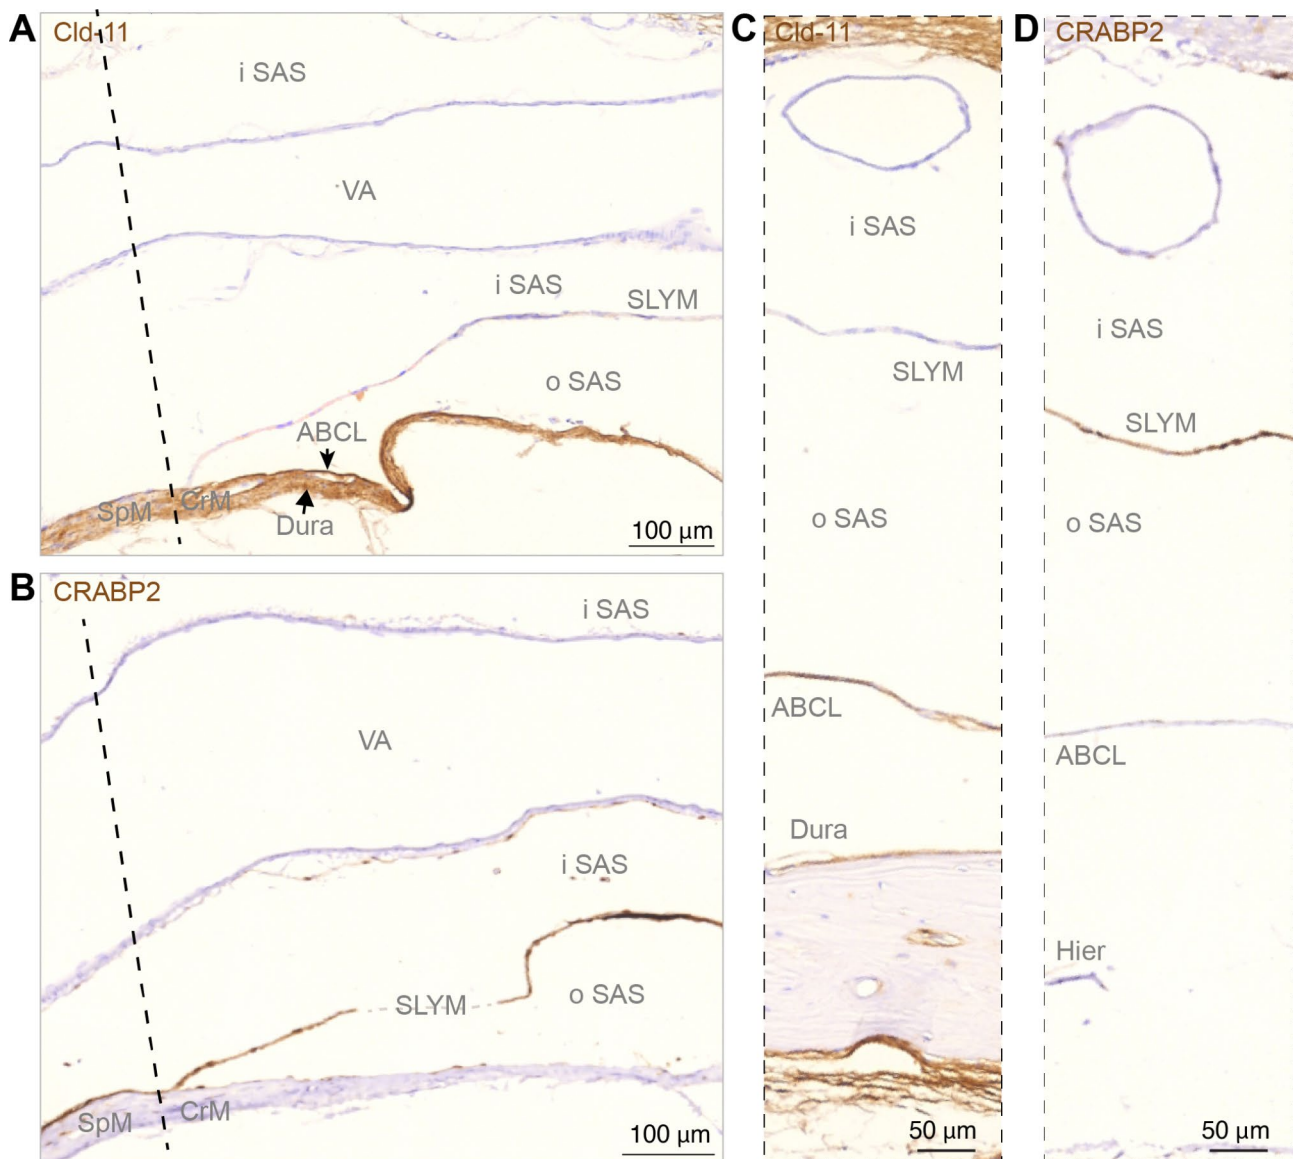 A
Cld-11
i SAS
VA
i SAS
SLYM
o SAS
ABCL
SpM
CrM
Dura
100 µm
B
CRABP2
i SAS
VA
i SAS
SLYM
o SAS
SpM
CrM
100 µm
C
Cld-11
i SAS
SLYM
o SAS
ABCL
Dura
50 µm
D
CRABP2
i SAS
SLYM
o SAS
ABCL
Hier
50 µm